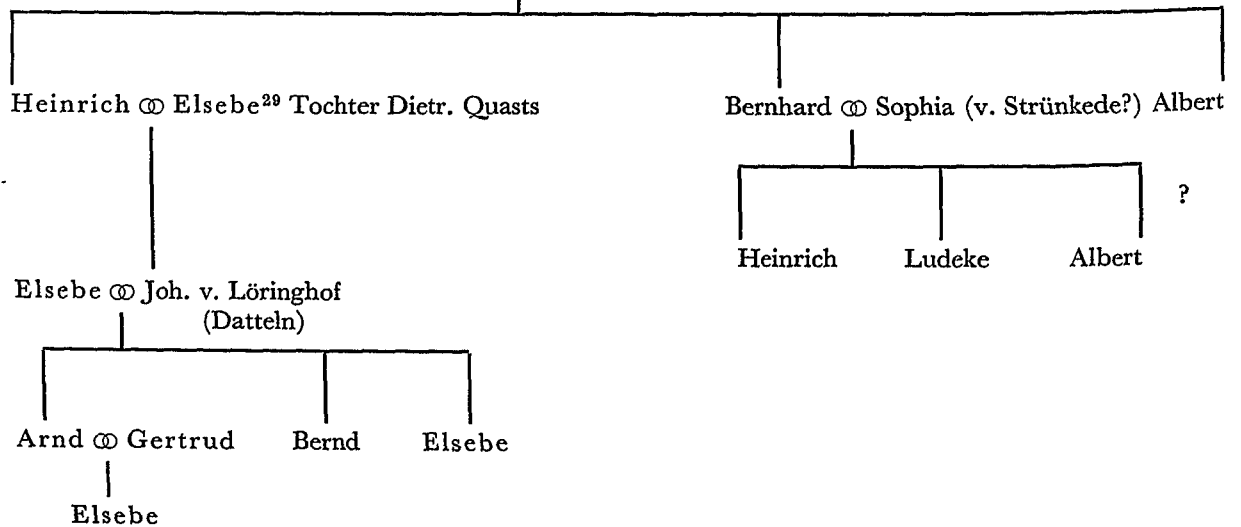 Heinrich ⚭ Elsebe²⁹ Tochter Dietr. Quasts
Bernhard ⚭ Sophia (v. Strünkede?) Albert
?
Heinrich Ludeke Albert
Elsebe ⚭ Joh. v. Löringhof
(Datteln)
Arnd ⚭ Gertrud Bernd Elsebe
Elsebe